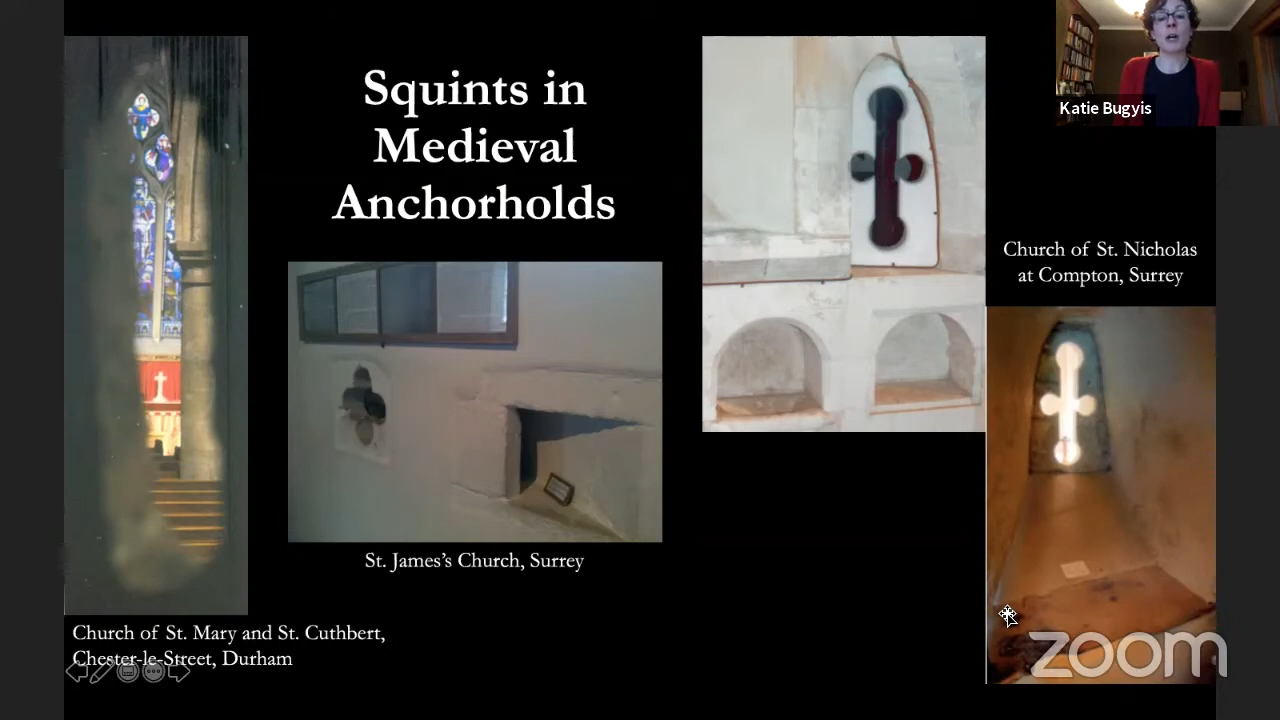 Squints in
Medieval
Anchorholds
Katie Bugyis
Church of St. Nicholas
at Compton, Surrey
St. James’s Church, Surrey
Church of St. Mary and St. Cuthbert,
Chester-le-Street, Durham
zoom